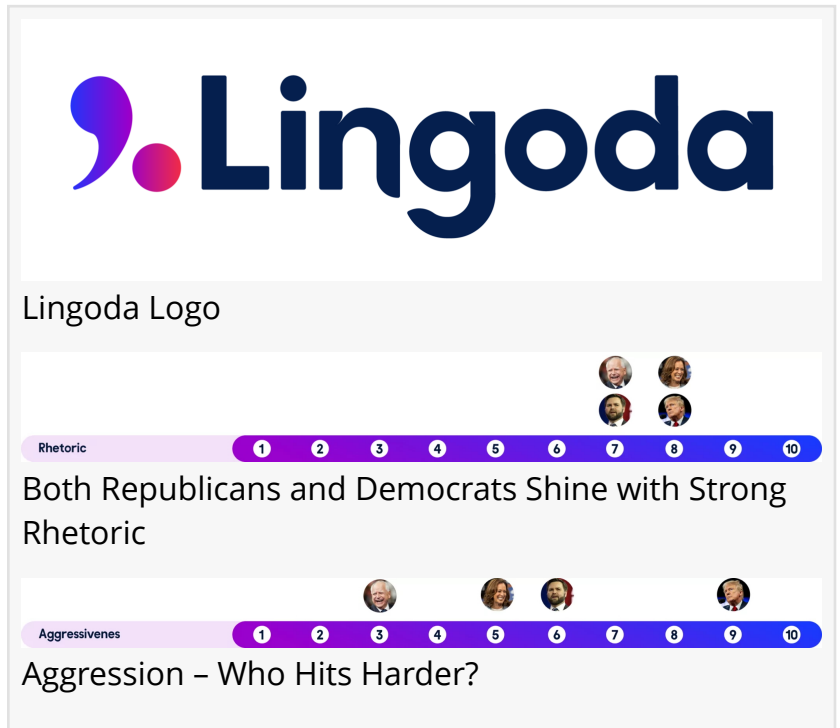 Lingoda
Lingoda Logo
Rhetoric 1 2 3 4 5 6 7 8 9 10
Both Republicans and Democrats Shine with Strong
Rhetoric
Aggressivenes 1 2 3 4 5 6 7 8 9 10
Aggression – Who Hits Harder?